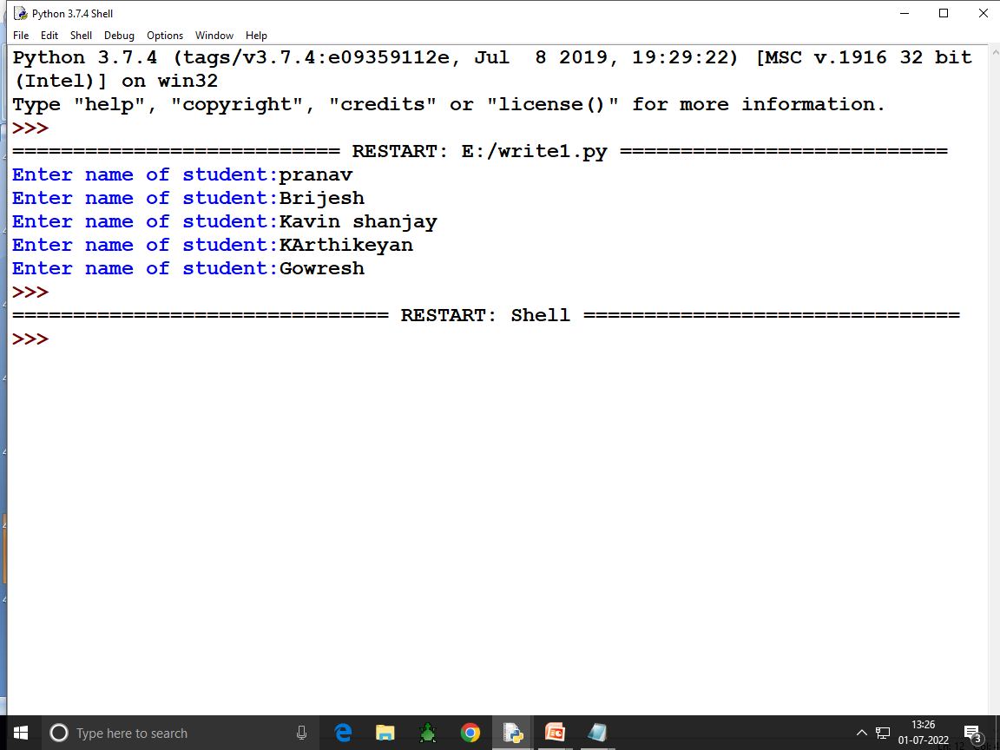 Python 3.7.4 Shell
File Edit Shell Debug Options Window Help
Python 3.7.4 (tags/v3.7.4:e09359112e, Jul  8 2019, 19:29:22) [MSC v.1916 32 bit
(Intel)] on win32
Type "help", "copyright", "credits" or "license()" for more information.
>>>
=========================== RESTART: E:/write1.py ===========================
Enter name of student:pranav
Enter name of student:Brijesh
Enter name of student:Kavin shanjay
Enter name of student:KArthikeyan
Enter name of student:Gowresh
>>>
=============================== RESTART: Shell ===============================
>>>
Type here to search
13:26
01-07-2022
3